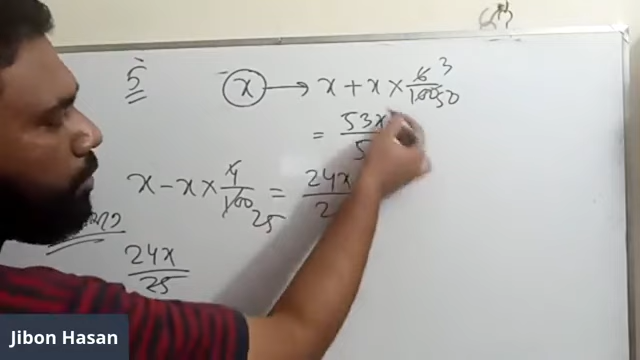 5
x → x + x × 6/100 3 50
= 53x/5
x - x × 4/100 25 = 24x/2
24x/25
Jibon Hasan